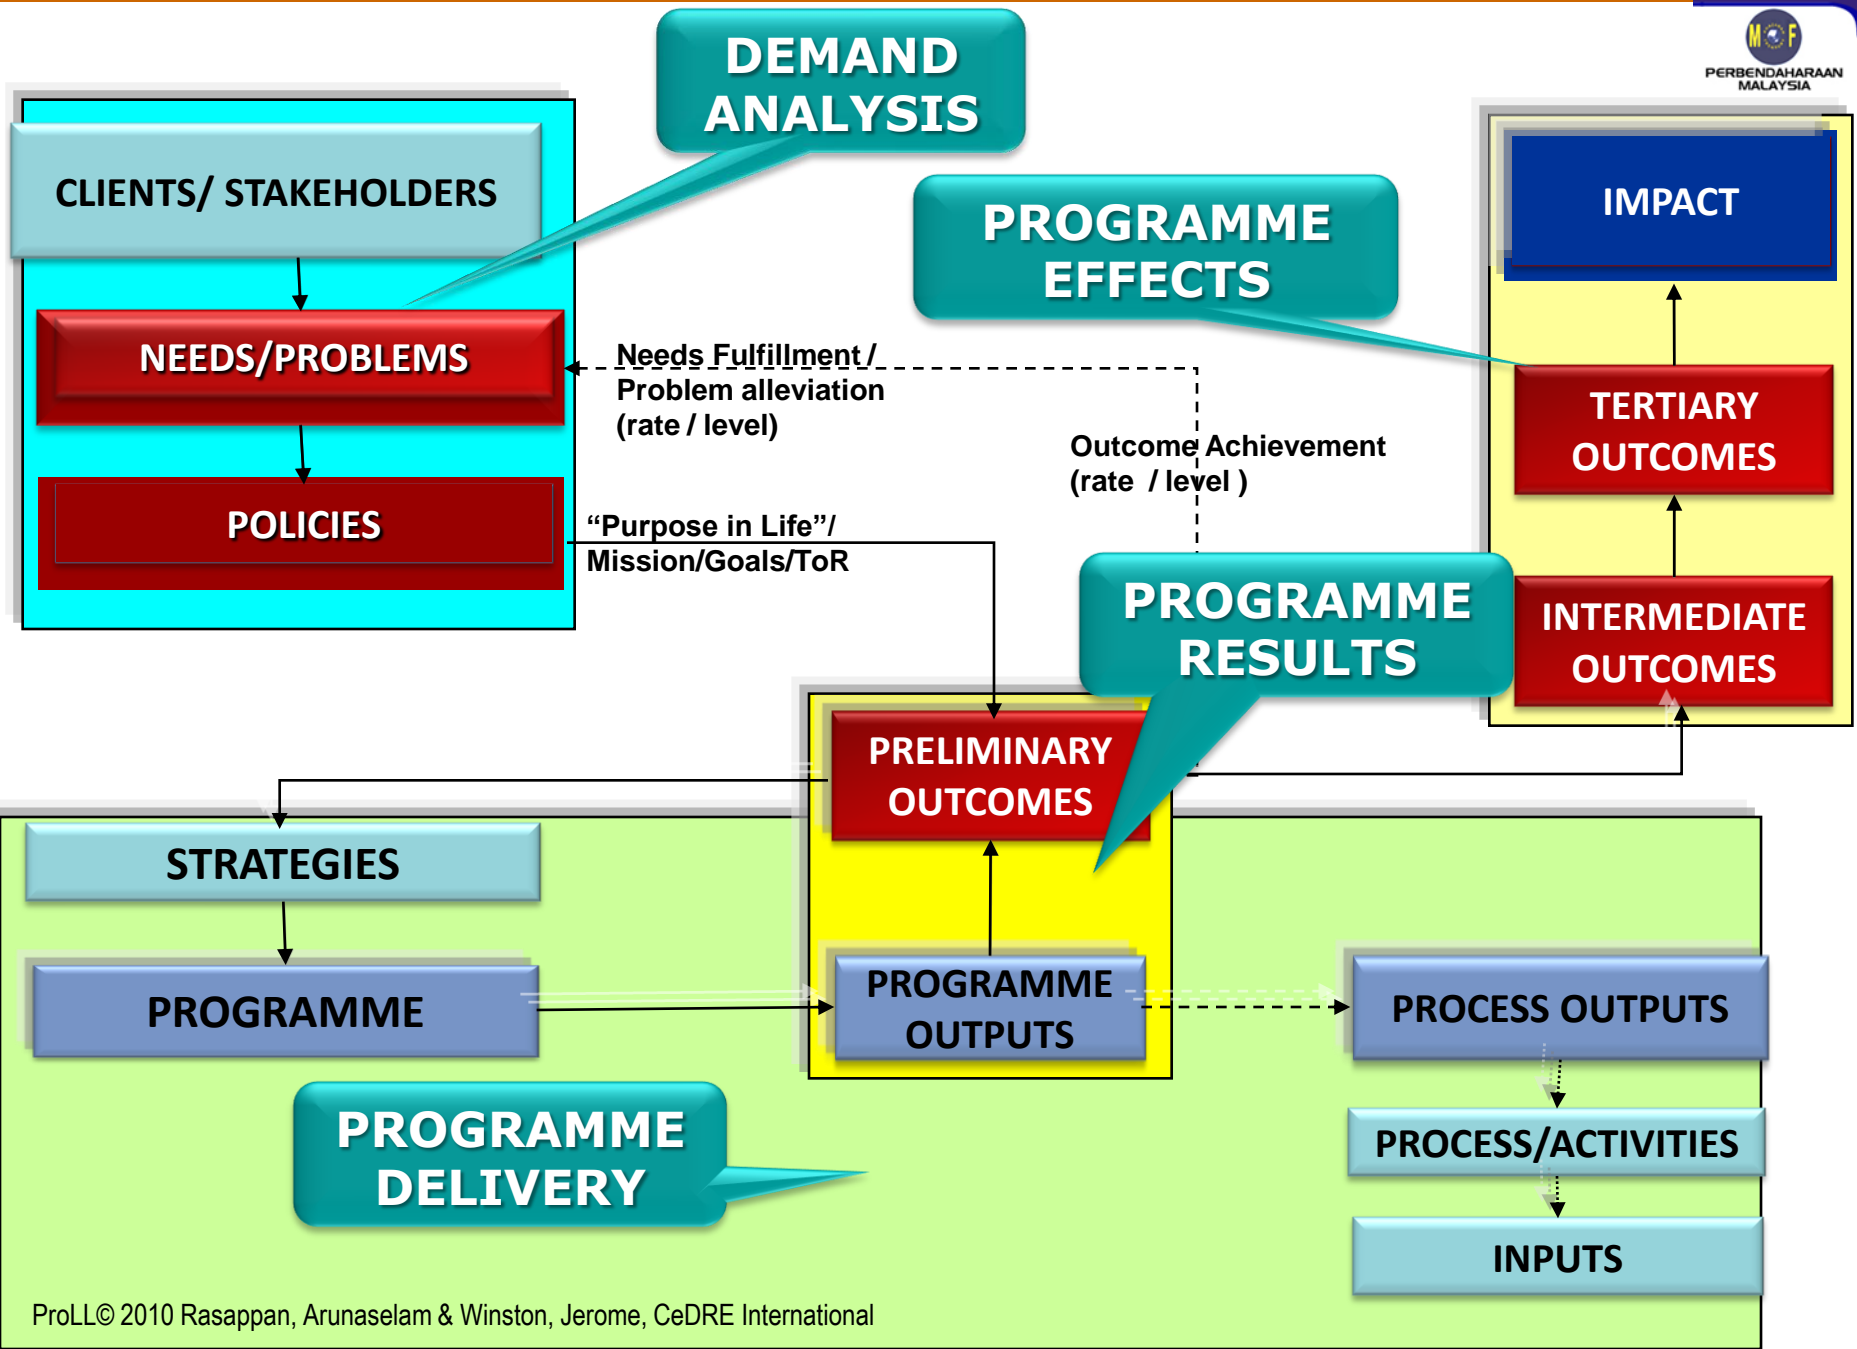 M F
PERBENDAHARAAN
MALAYSIA
DEMAND
ANALYSIS
CLIENTS/ STAKEHOLDERS
PROGRAMME
EFFECTS
IMPACT
NEEDS/PROBLEMS
Needs Fulfillment /
Problem alleviation
(rate / level)
TERTIARY
OUTCOMES
Outcome Achievement
(rate / level )
POLICIES
“Purpose in Life”/
Mission/Goals/ToR
PROGRAMME
RESULTS
INTERMEDIATE
OUTCOMES
PRELIMINARY
OUTCOMES
STRATEGIES
PROGRAMME
PROGRAMME
OUTPUTS
PROCESS OUTPUTS
PROGRAMME
DELIVERY
PROCESS/ACTIVITIES
INPUTS
ProLL© 2010 Rasappan, Arunaselam & Winston, Jerome, CeDRE International